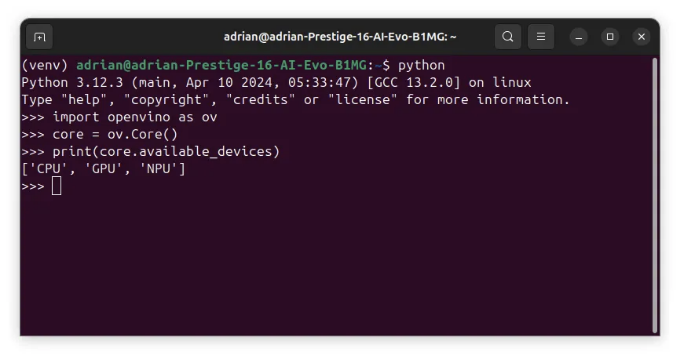 adrian@adrian-Prestige-16-AI-Evo-B1MG: ~
(venv) adrian@adrian-Prestige-16-AI-Evo-B1MG:~$ python
Python 3.12.3 (main, Apr 10 2024, 05:33:47) [GCC 13.2.0] on linux
Type "help", "copyright", "credits" or "license" for more information.
>>> import openvino as ov
>>> core = ov.Core()
>>> print(core.available_devices)
['CPU', 'GPU', 'NPU']
>>>